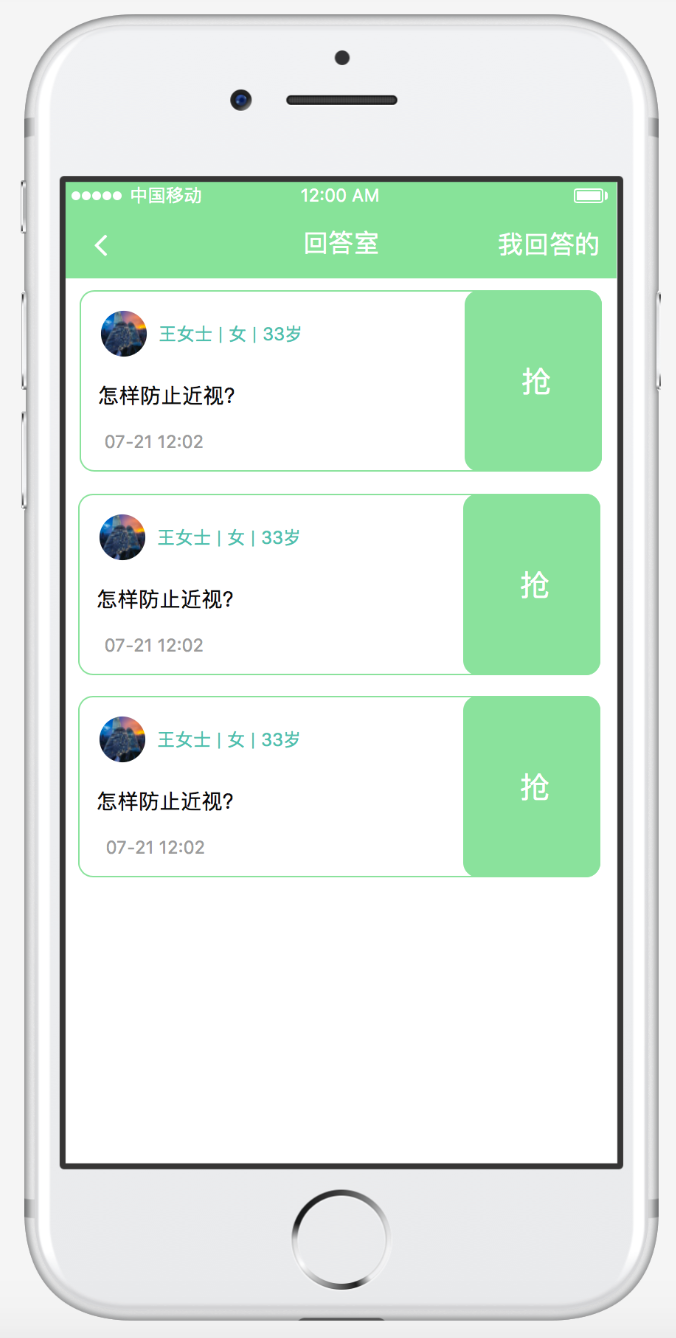 中国移动 12:00 AM
回答室 我回答的
王女士 | 女 | 33岁
怎样防止近视?
07-21 12:02
抢
王女士 | 女 | 33岁
怎样防止近视?
07-21 12:02
抢
王女士 | 女 | 33岁
怎样防止近视?
07-21 12:02
抢